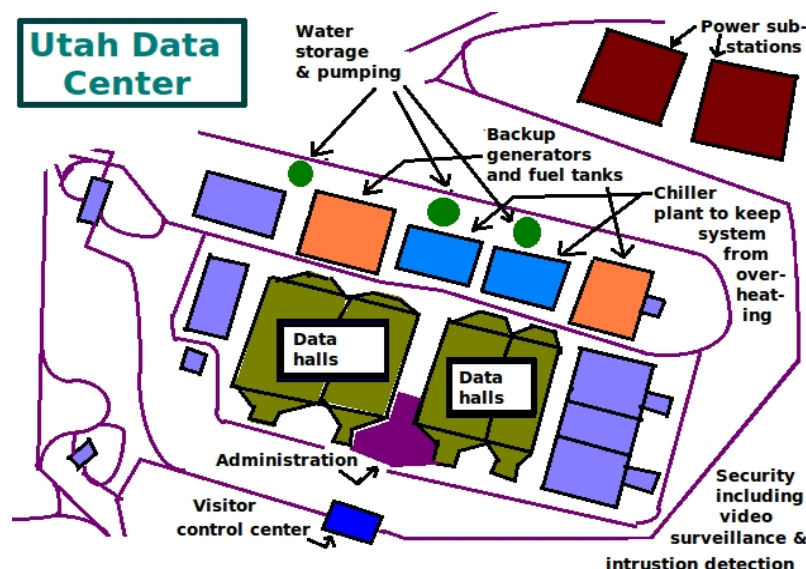 Utah Data
Center
Water
storage
& pumping
Power sub-
stations
Backup
generators
and fuel tanks
Chiller
plant to keep
system
from
over-
heat-
ing
Data
halls
Data
halls
Administration
Visitor
control center
Security
including
video
surveillance &
intrustion detection